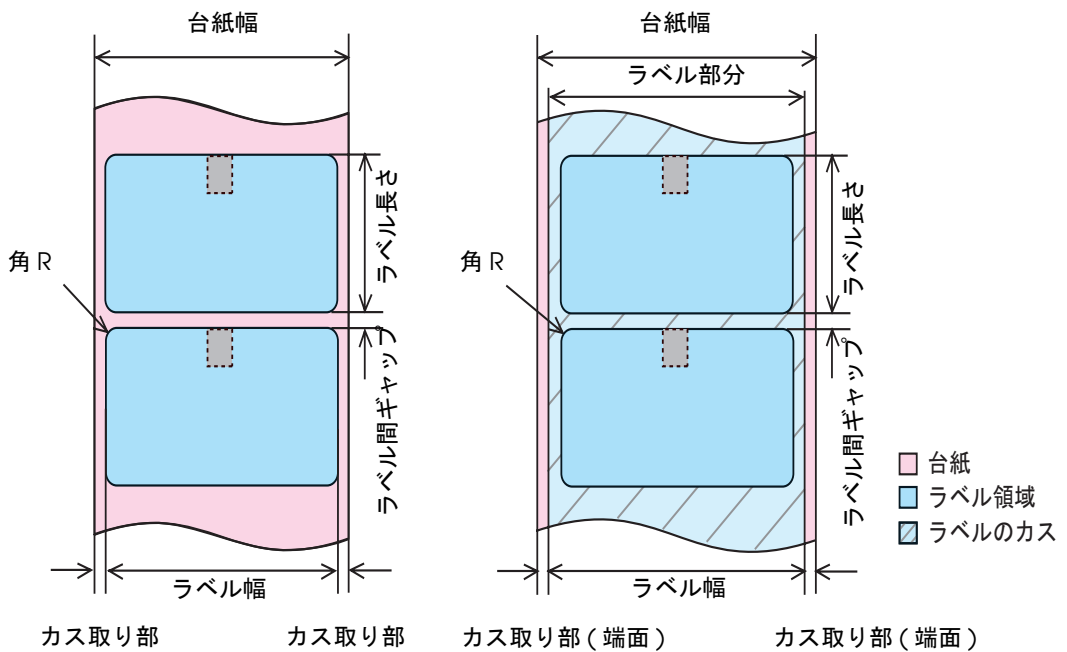 台紙幅
ラベル長さ
角R
ラベル間ギャップ
ラベル幅
カス取り部
カス取り部
台紙幅
ラベル部分
ラベル長さ
角R
ラベル間ギャップ
ラベル幅
カス取り部(端面)
カス取り部(端面)
台紙
ラベル領域
ラベルのカス